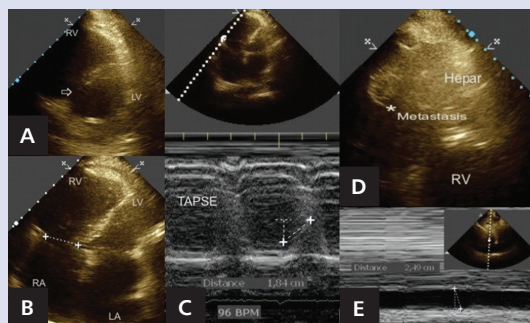 RV
LV
A
RV
LV
RA
LA
B
TAPSE
Distance 1,84 cm
96 BPM
C
Hepar
* Metastasis
RV
D
Distance 2,49 cm
E